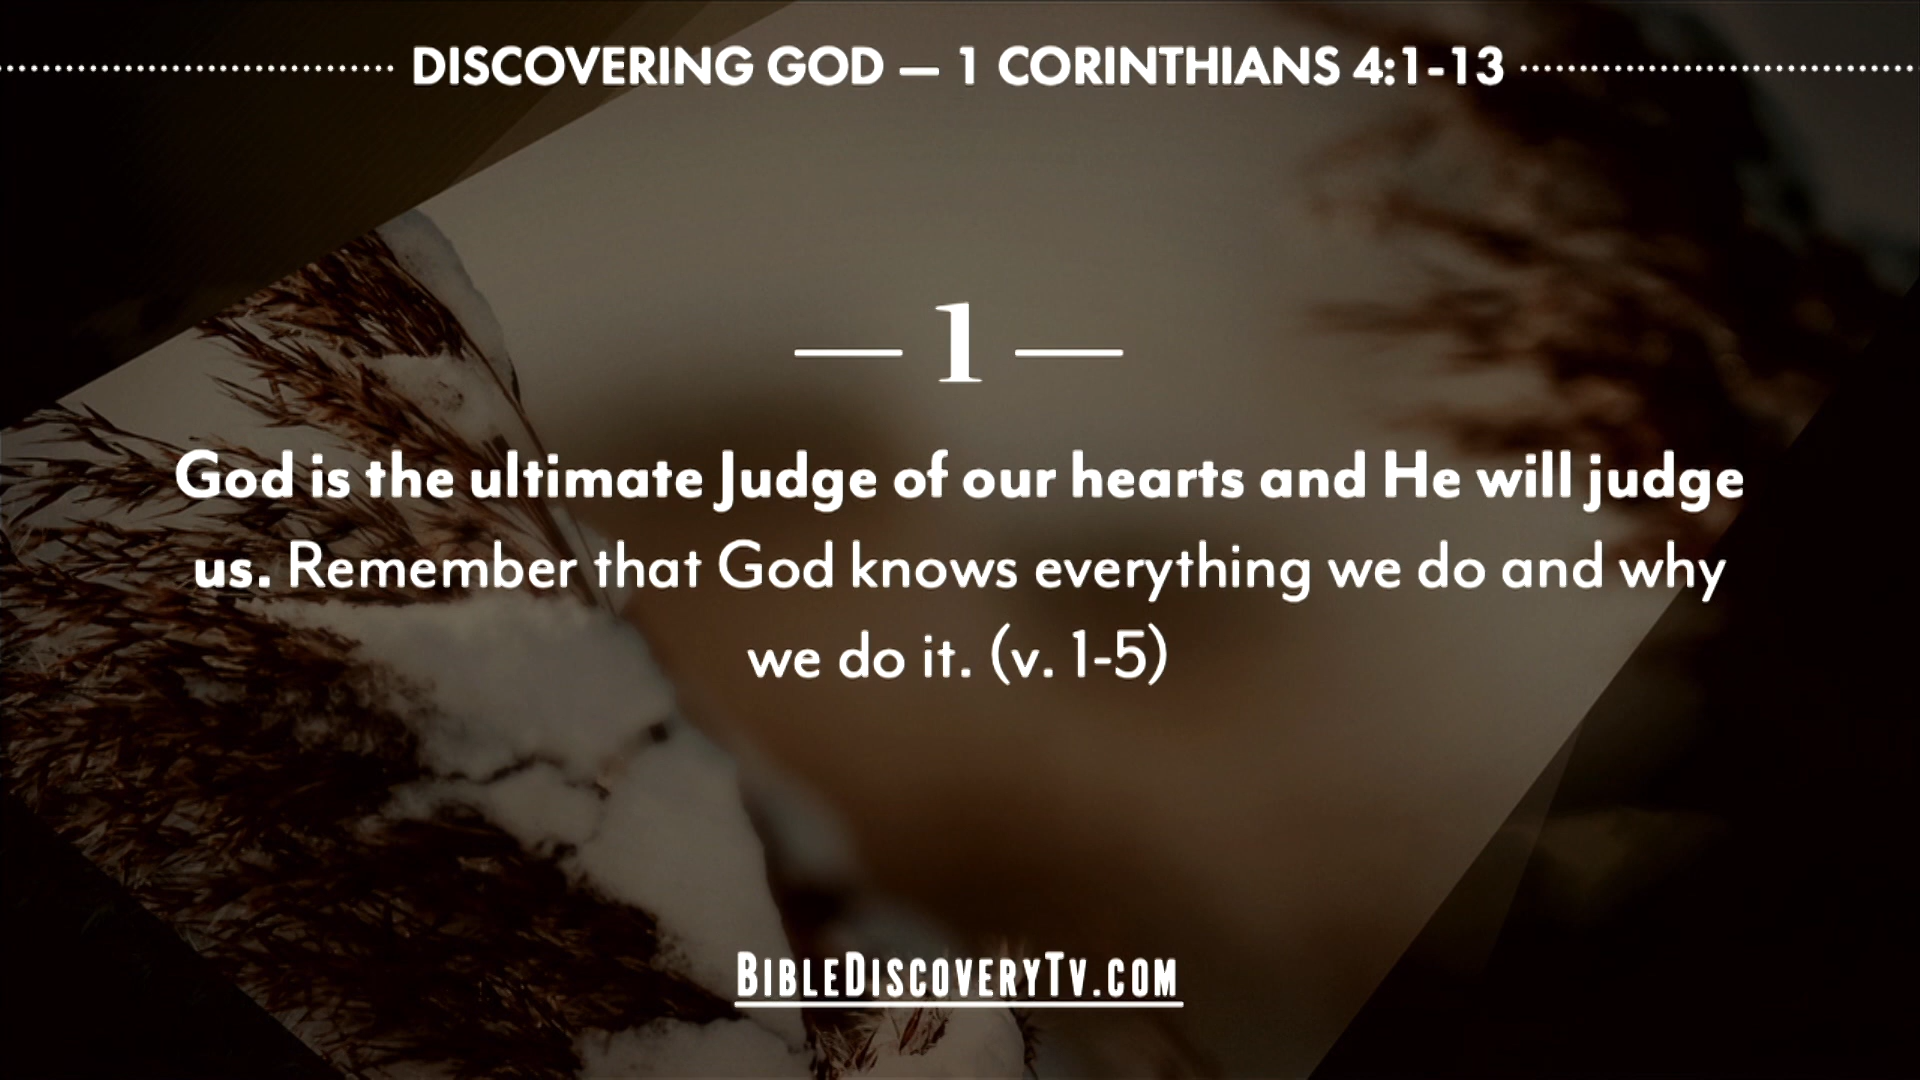 DISCOVERING GOD — 1 CORINTHIANS 4:1-13
— 1 —
God is the ultimate Judge of our hearts and He will judge
us. Remember that God knows everything we do and why
we do it. (v. 1-5)
BIBLEDISCOVERYTV.COM